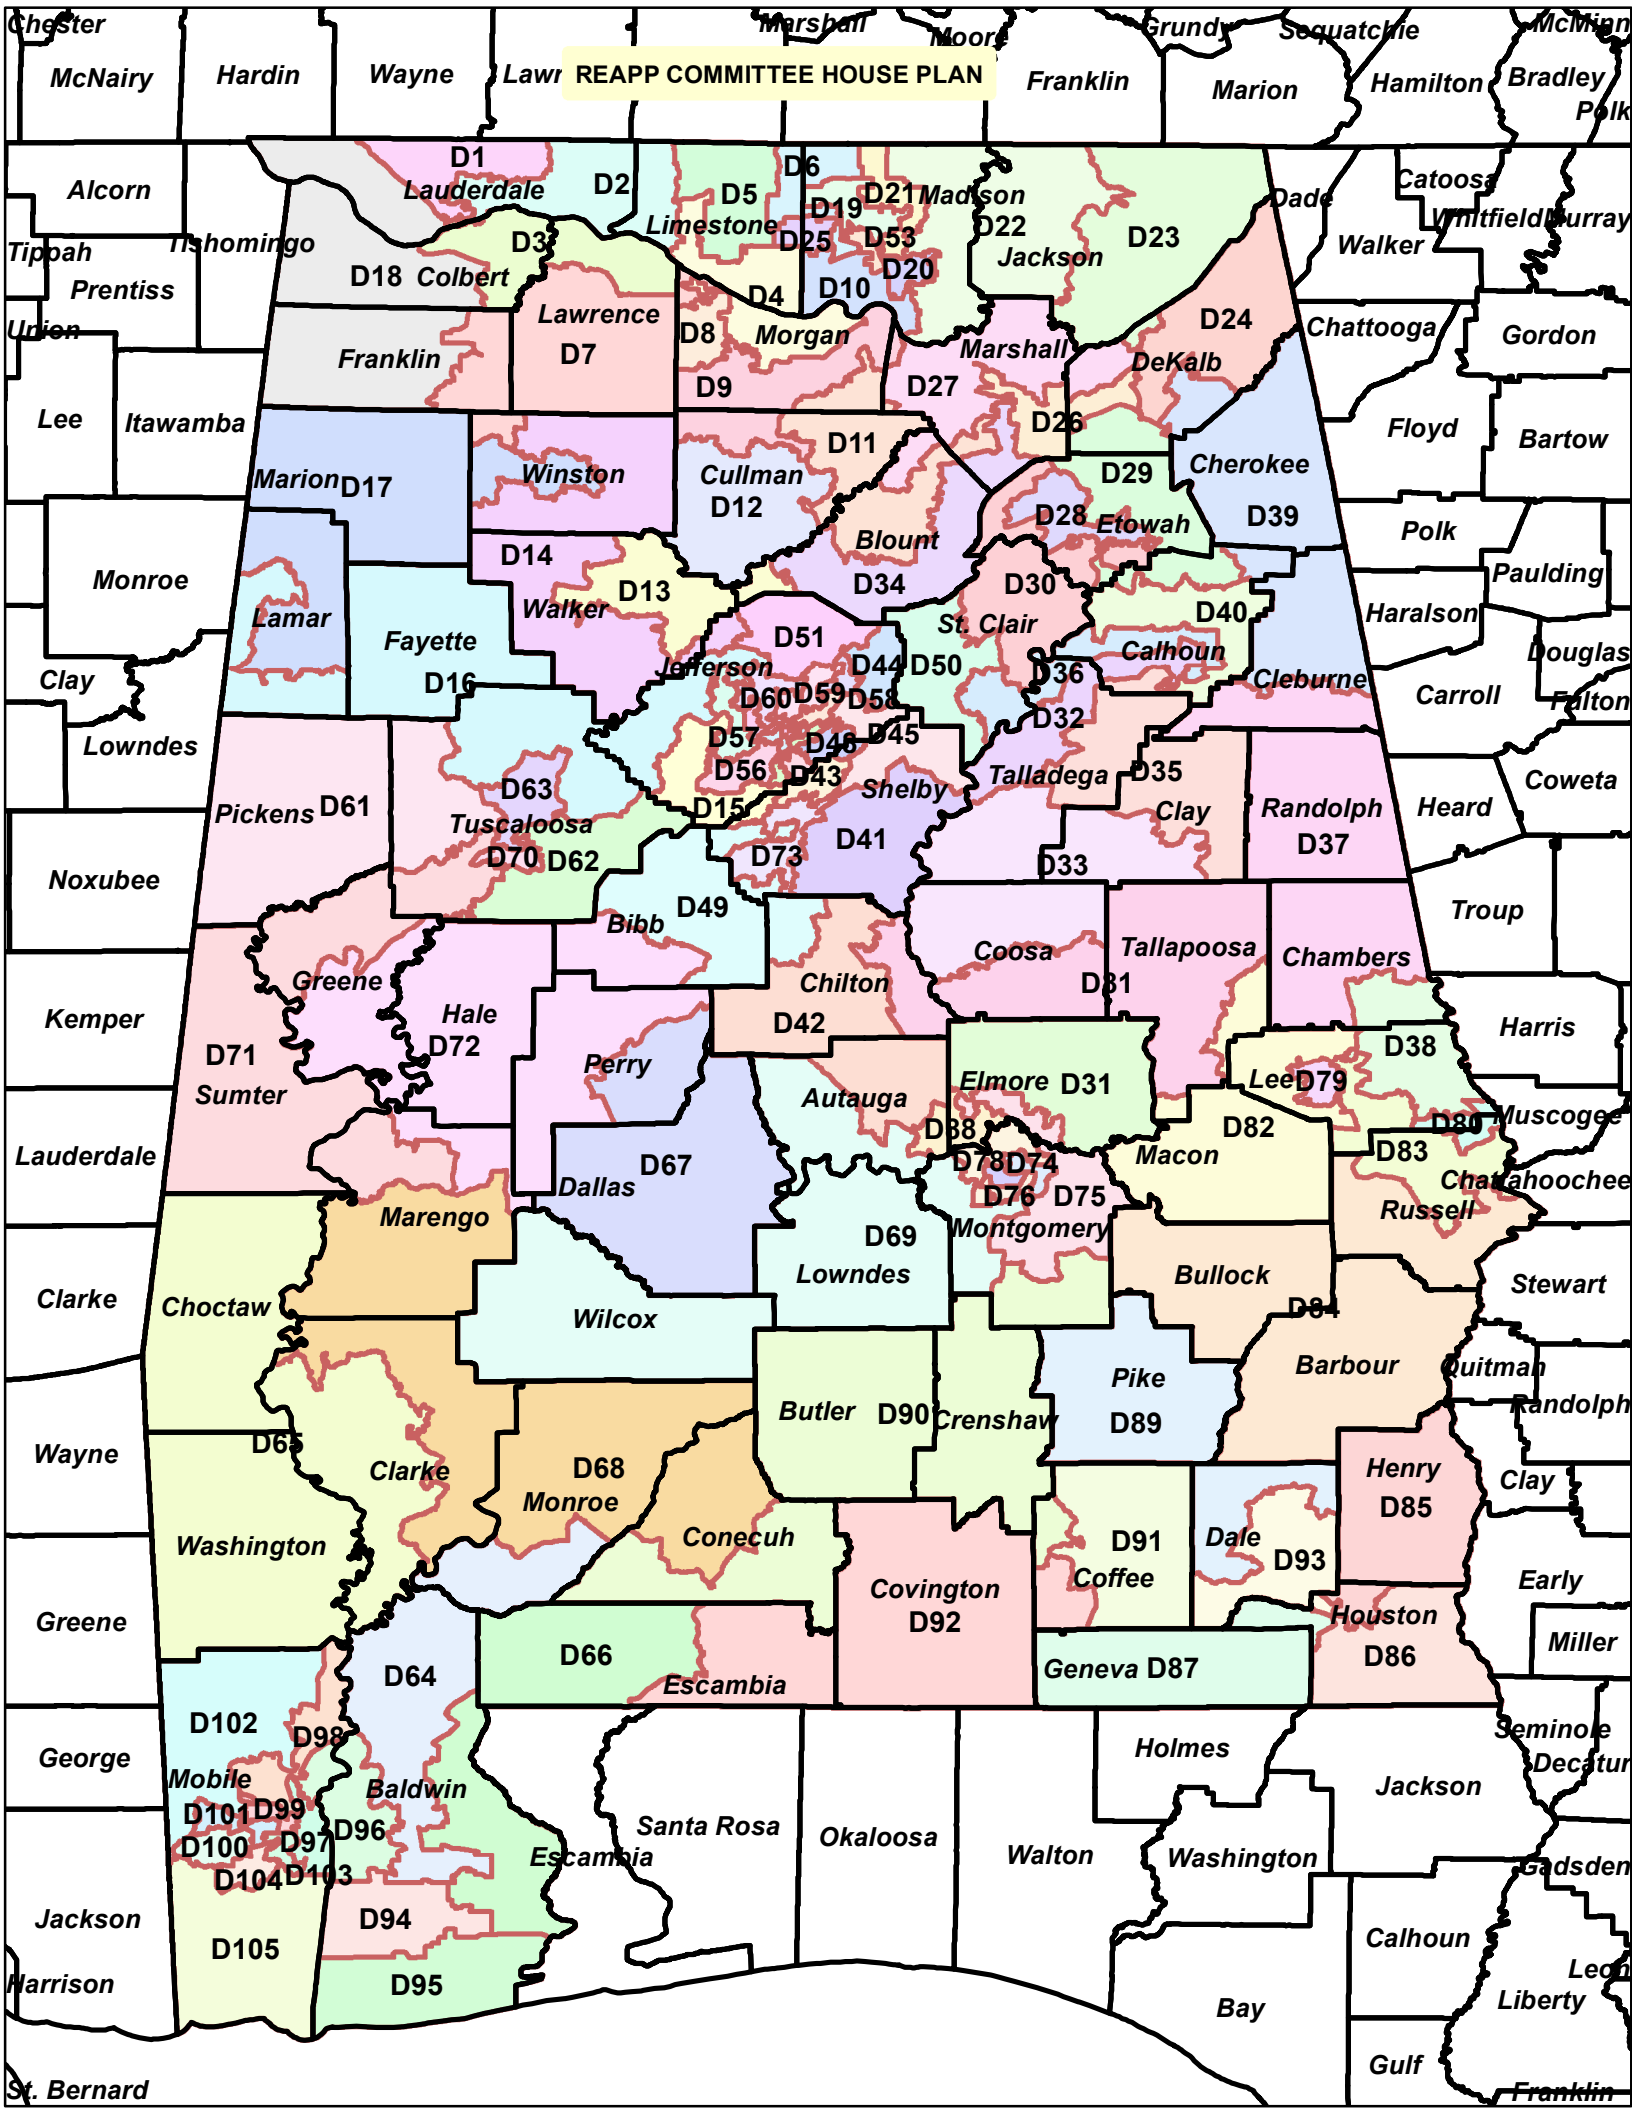 Chester
Marshall
Moore
Grundy
Sequatchie
McMinn
McNairy
Hardin
Wayne
Lawr
REAPP COMMITTEE HOUSE PLAN
Franklin
Marion
Hamilton
Bradley
Polk
Alcorn
D1
Lauderdale
D2
D5
D6
D21
Madison
D19
Limestone
D25
D53
D22
D23
Dade
Catoosa
Whitfield
Murray
Walker
Tippah
Tishomingo
D3
D18
Colbert
D20
D10
Jackson
Prentiss
D4
Union
Lawrence
D8
Morgan
D24
Chattooga
Gordon
Franklin
D7
Marshall
DeKalb
D9
D27
Lee
Itawamba
D26
Floyd
Bartow
D11
Marion
D17
Winston
Cullman
D12
D29
Cherokee
D28
Etowah
D39
Polk
Blount
D14
Monroe
D13
D34
D30
Paulding
Lamar
Walker
D40
Haralson
Fayette
D51
St. Clair
Calhoun
Douglas
Clay
D16
Jefferson
D44
D50
D36
Cleburne
Carroll
Fulton
D60
D59
D58
D32
Lowndes
D57
D46
D45
D56
D43
Talladega
D35
Coweta
D63
Shelby
Pickens
D61
D15
Clay
Randolph
Heard
Tuscaloosa
D41
D37
D70
D62
D73
D33
Noxubee
D49
Troup
Bibb
Coosa
Tallapoosa
Chambers
Greene
Chilton
D81
Kemper
Hale
D42
Harris
D72
D71
D38
Perry
Elmore
D31
Lee
D79
Sumter
Autauga
Muscogee
D88
D82
D80
Lauderdale
D67
D78
D74
Macon
D83
Dallas
D76
D75
Chattahoochee
Marengo
Montgomery
Russell
D69
Lowndes
Bullock
Stewart
Clarke
Choctaw
Wilcox
D84
Pike
Barbour
Quitman
Butler
D90
Crenshaw
D89
Randolph
Wayne
D65
Clarke
D68
Henry
Clay
Monroe
D85
Washington
Conecuh
Dale
D91
D93
Covington
Coffee
Early
Greene
D92
Houston
Miller
D66
D64
Geneva
D87
D86
Escambia
D102
D98
Seminole
George
Holmes
Decatur
Mobile
Baldwin
Jackson
D101
D99
D96
Santa Rosa
Okaloosa
D100
D97
Escambia
Walton
Washington
Gadsden
D104
D103
Jackson
D94
Calhoun
D105
Leon
Harrison
D95
Liberty
Bay
Gulf
St. Bernard
Franklin